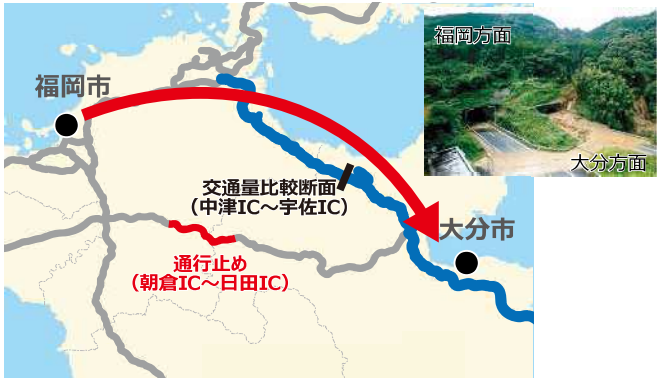 福岡方面
福岡市
大分方面
交通量比較断面
（中津IC～宇佐IC）
大分市
通行止め
（朝倉IC～日田IC）